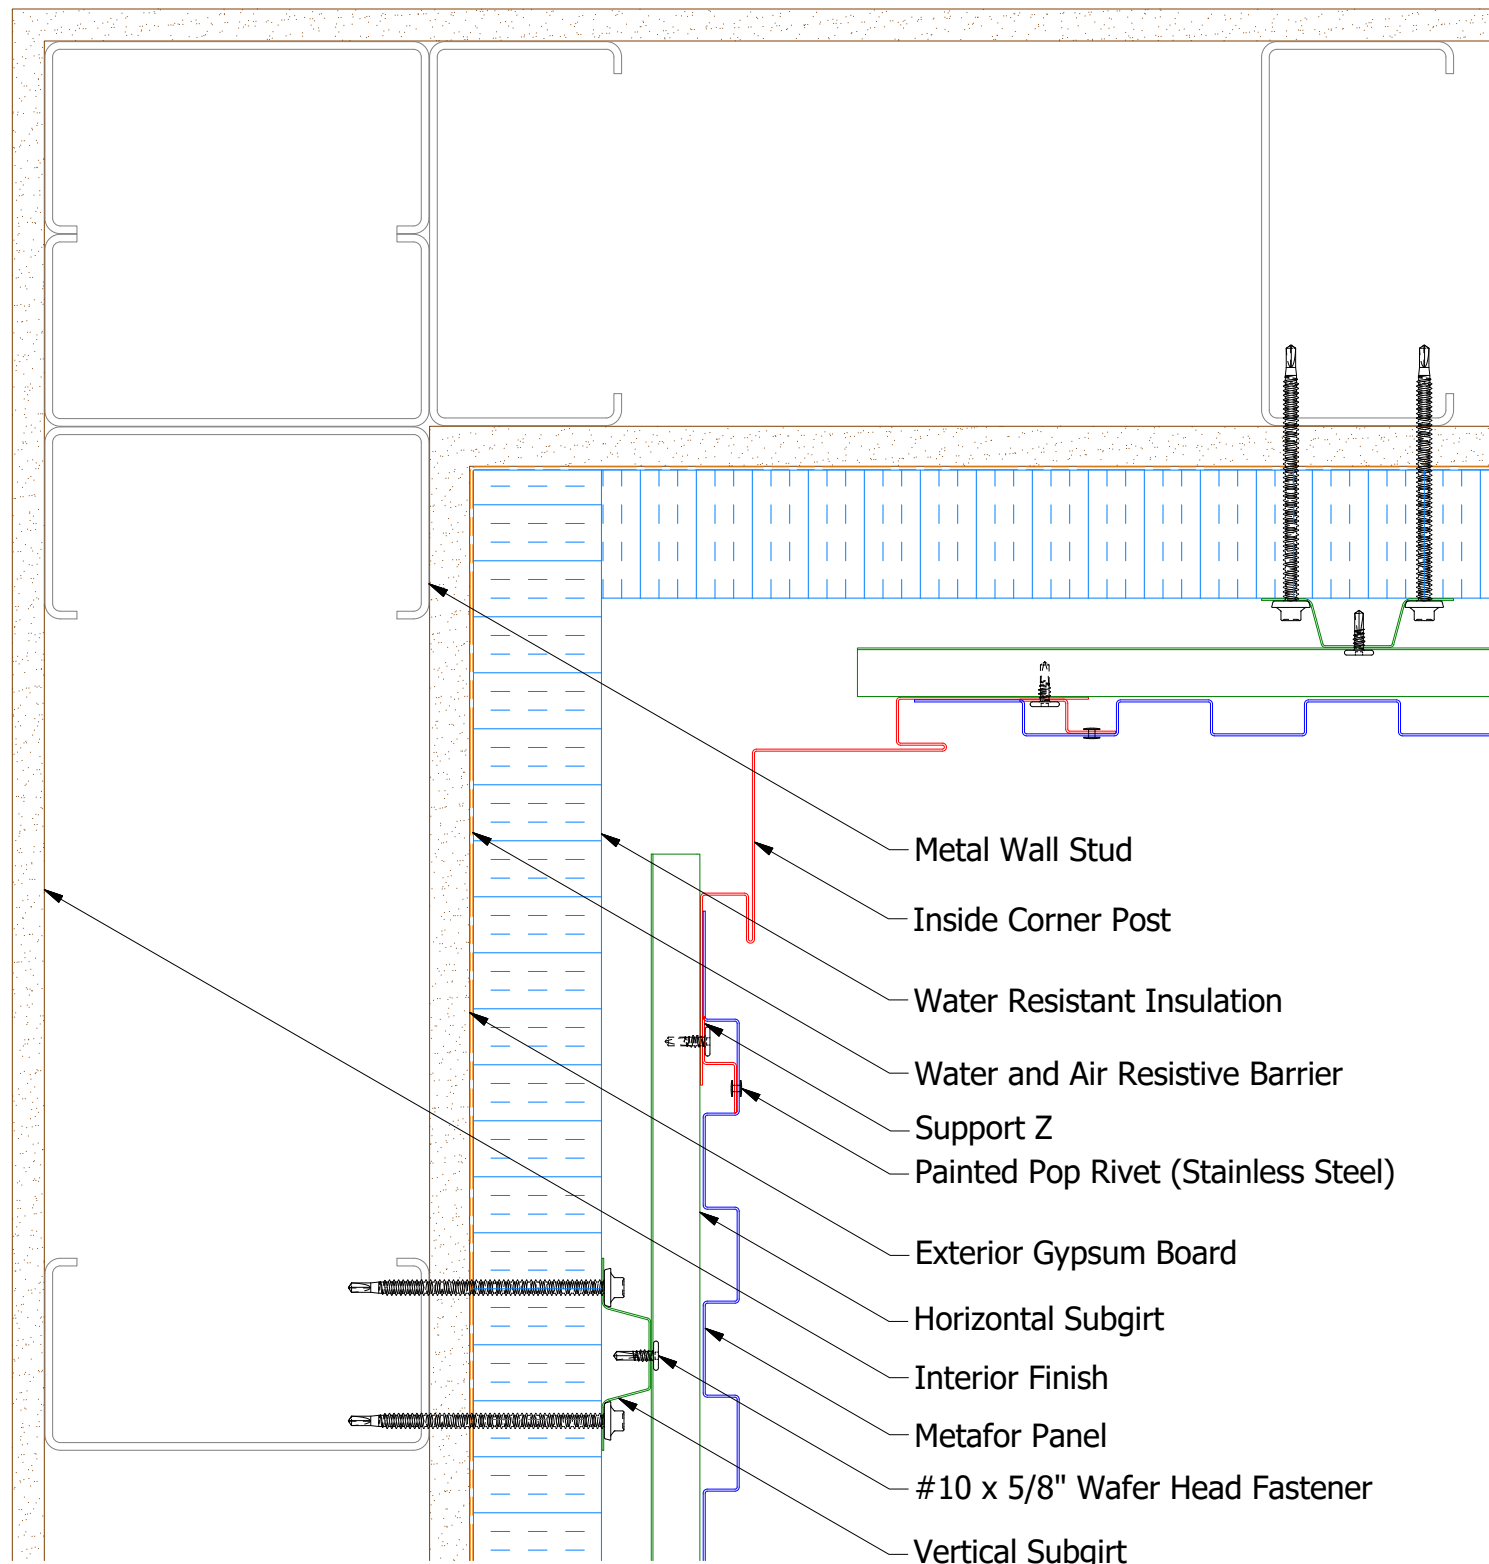 Metal Wall Stud
Inside Corner Post
Water Resistant Insulation
Water and Air Resistive Barrier
Support Z
Painted Pop Rivet (Stainless Steel)
Exterior Gypsum Board
Horizontal Subgirt
Interior Finish
Metafor Panel
#10 x 5/8" Wafer Head Fastener
Vertical Subgirt